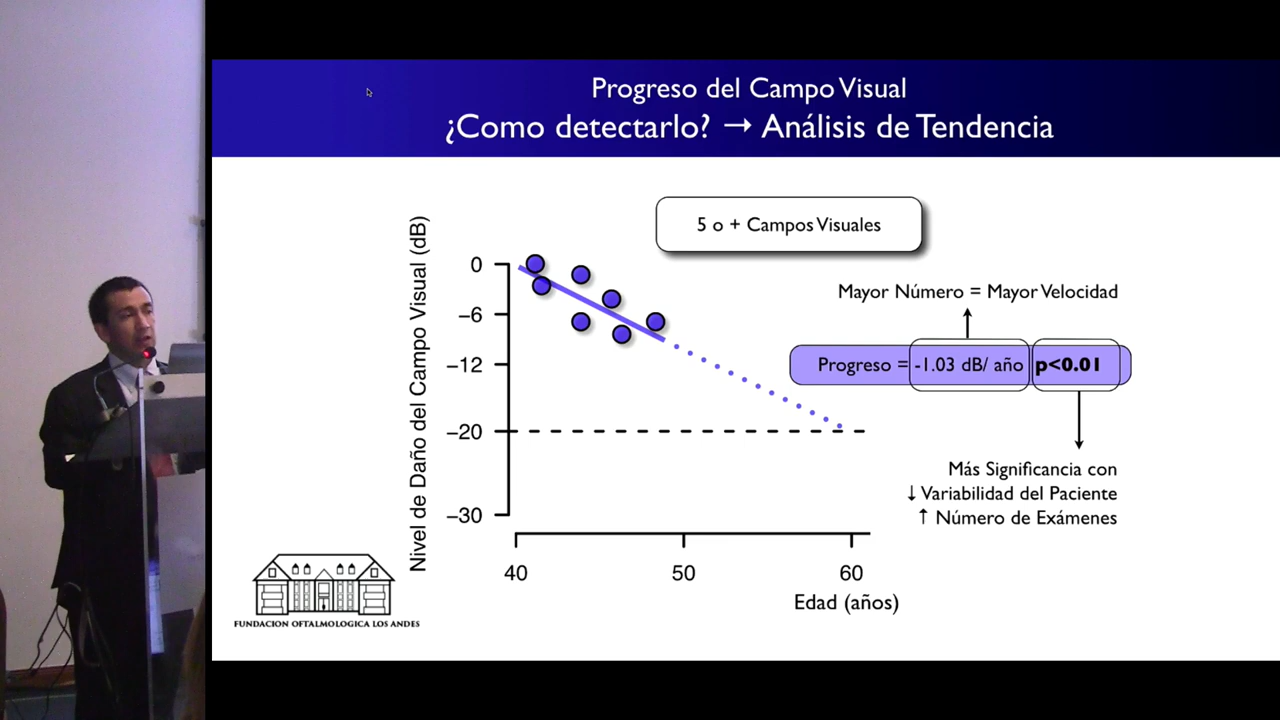 Progreso del Campo Visual
¿Como detectarlo? → Análisis de Tendencia
5 o + Campos Visuales
Nivel de Daño del Campo Visual (dB)
0
−6
−12
−20
−30
40
50
60
Edad (años)
Mayor Número = Mayor Velocidad
Progreso = -1.03 dB/ año p<0.01
Más Significancia con
↓ Variabilidad del Paciente
↑ Número de Exámenes
FUNDACION OFTALMOLOGICA LOS ANDES